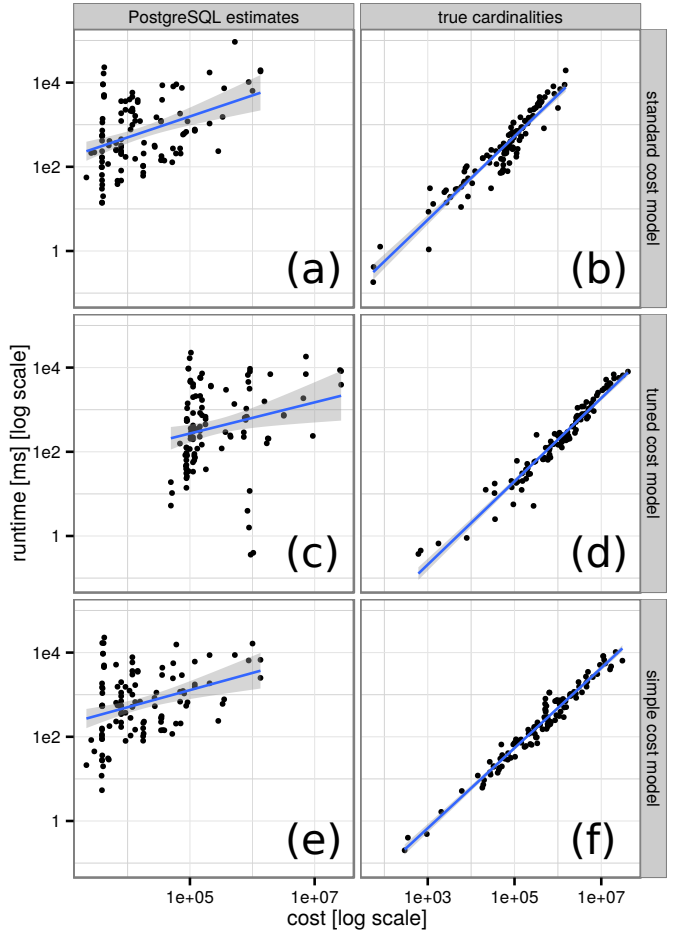 PostgreSQL estimates
true cardinalities
1e4
1e2
1
(a)
(b)
standard cost model
1e4
1e2
1
(c)
(d)
tuned cost model
1e4
1e2
1
(e)
(f)
simple cost model
runtime [ms] [log scale]
1e+05
1e+07
1e+03
1e+05
1e+07
cost [log scale]